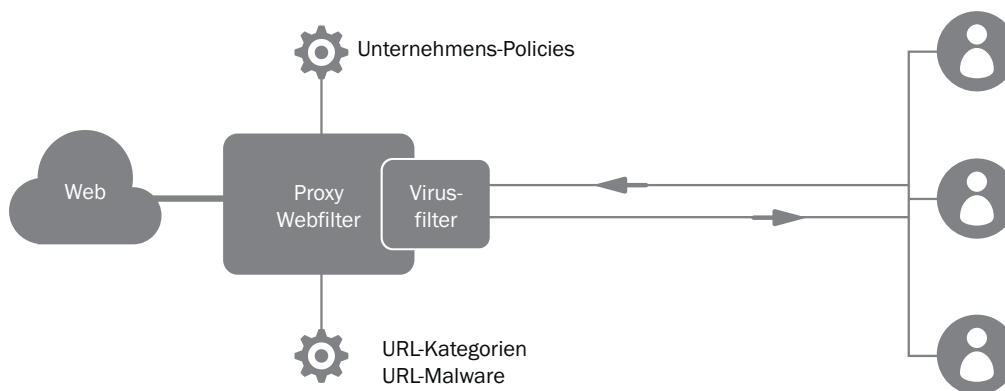 Unternehmens-Policies
Web
Proxy
Webfilter
Virus-
filter
URL-Kategorien
URL-Malware